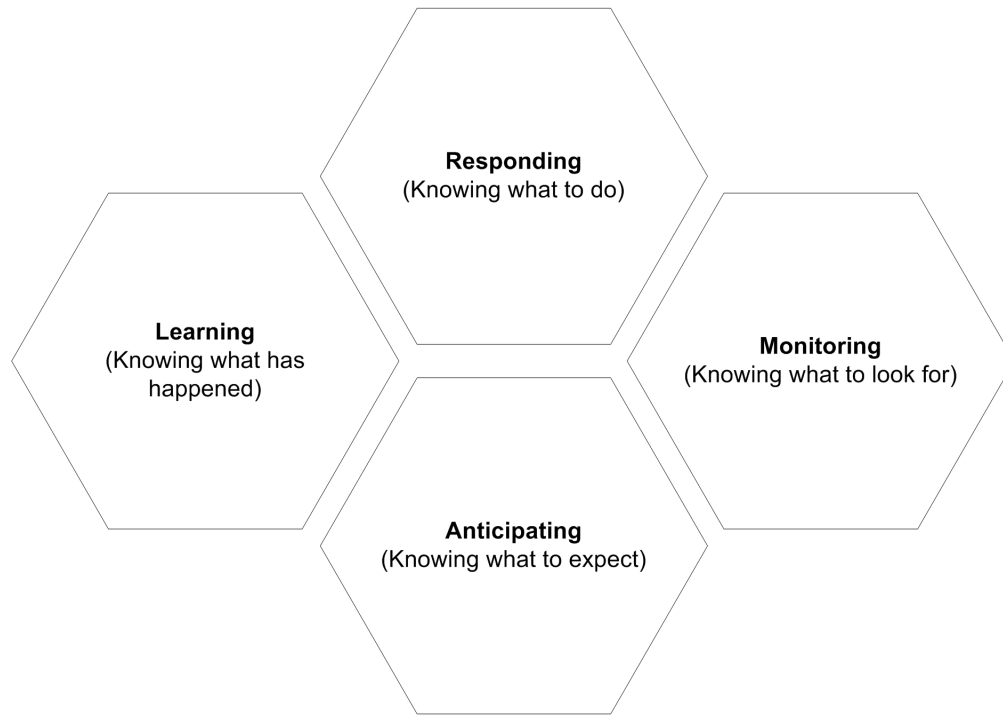 Responding
(Knowing what to do)
Learning
(Knowing what has
happened)
Monitoring
(Knowing what to look for)
Anticipating
(Knowing what to expect)